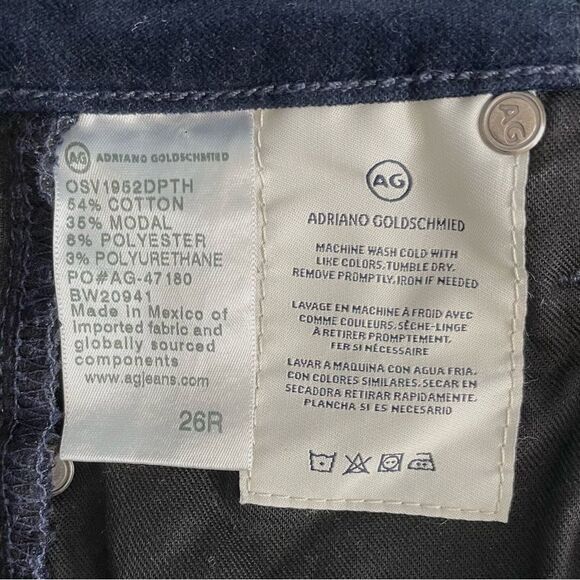 AG ADRIANO GOLDSCHMIED
OSV1952DPTH
54% COTTON
35% MODAL
8% POLYESTER
3% POLYURETHANE
PO#AG-47180
BW20941
Made in Mexico of
imported fabric and
globally sourced
components
www.agjeans.com
26R
AG
AG
ADRIANO GOLDSCHMIED
MACHINE WASH COLD WITH
LIKE COLORS. TUMBLE DRY.
REMOVE PROMPTLY. IRON IF NEEDED
LAVAGE EN MACHINE À FROID AVEC
COMME COULEURS. SÈCHE-LINGE
À RETIRER PROMPTEMENT.
FER SI NÉCESSAIRE
LAVAR A MAQUINA CON AGUA FRIA.
CON COLORES SIMILARES. SECAR EN
SECADORA RETIRAR RAPIDAMENTE.
PLANCHA SI ES NECESARIO